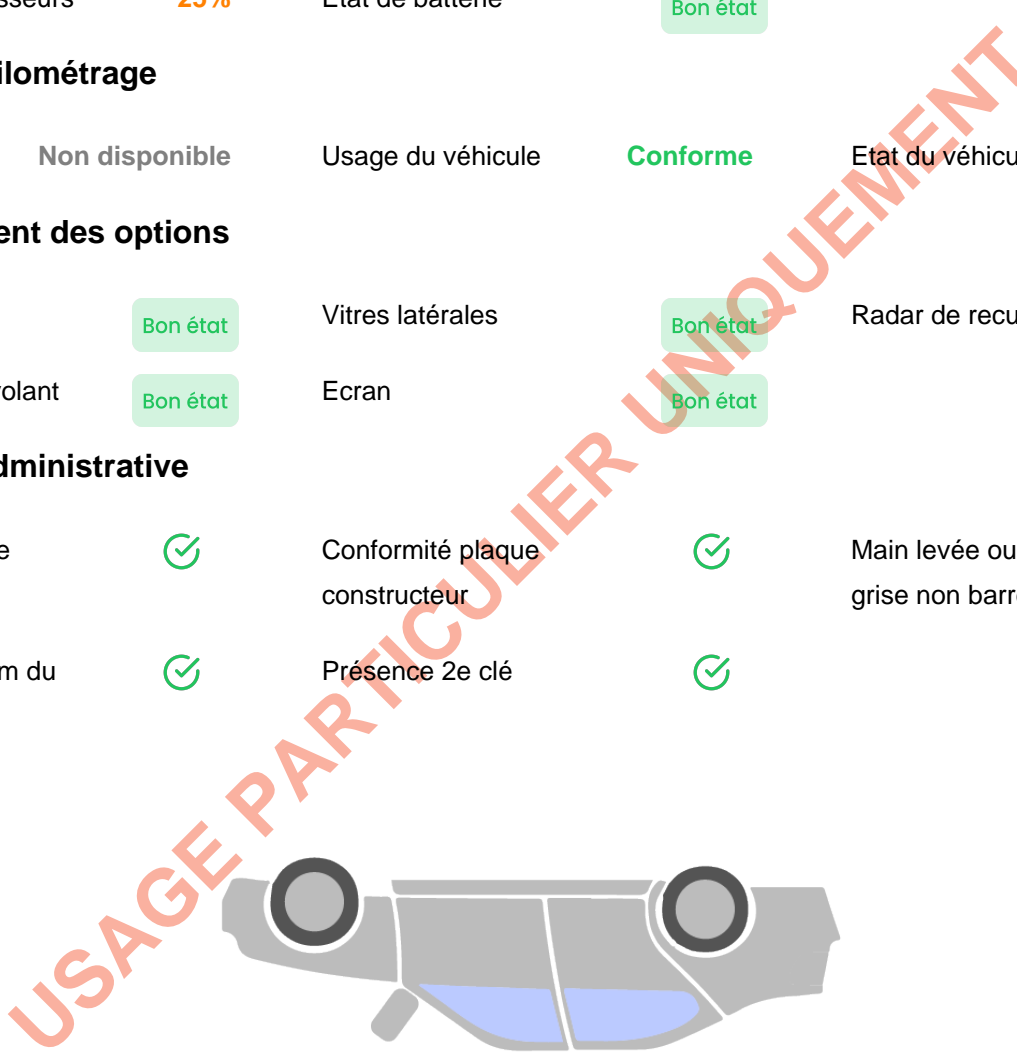 sseurs 25% Etat de batterie Bon état
ilométrage
Non disponible Usage du véhicule Conforme Etat du véhicu
ent des options
Bon état Vitres latérales Bon état Radar de recu
olant Bon état Ecran Bon état
dministrative
e Conformité plaque Main levée ou
constructeur grise non barr
m du Présence 2e clé
USAGE PARTICULIER UNIQUEMENT